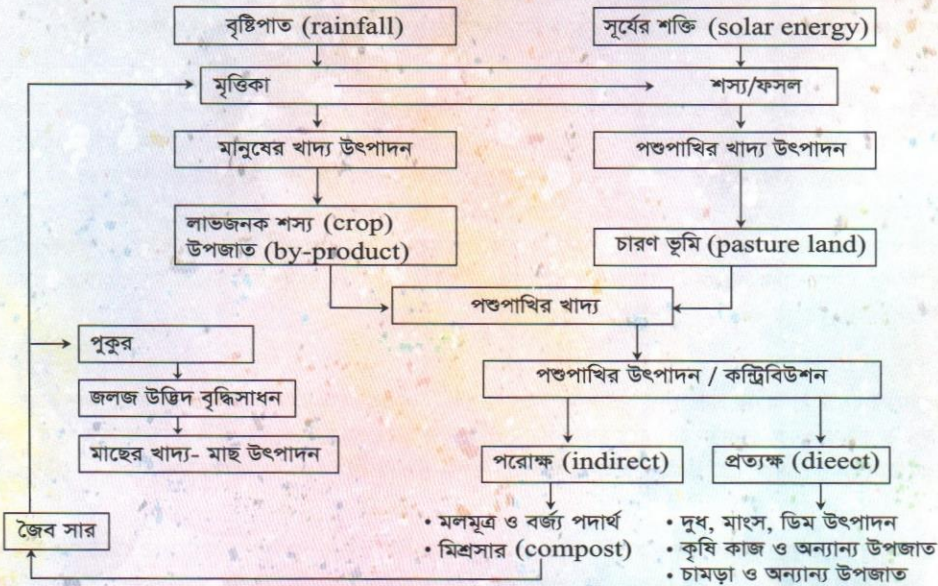 বৃষ্টিপাত (rainfall)
সূর্যের শক্তি (solar energy)
মৃত্তিকা
শস্য/ফসল
মানুষের খাদ্য উৎপাদন
পশুপাখির খাদ্য উৎপাদন
লাভজনক শস্য (crop)
উপজাত (by-product)
চারণ ভূমি (pasture land)
পশুপাখির খাদ্য
পুকুর
জলজ উদ্ভিদ বৃদ্ধিসাধন
মাছের খাদ্য- মাছ উৎপাদন
পশুপাখির উৎপাদন / কন্ট্রিবিউশন
পরোক্ষ (indirect)
প্রত্যক্ষ (dieect)
জৈব সার
• মলমূত্র ও বর্জ্য পদার্থ
• মিশ্রসার (compost)
• দুধ, মাংস, ডিম উৎপাদন
• কৃষি কাজ ও অন্যান্য উপজাত
• চামড়া ও অন্যান্য উপজাত